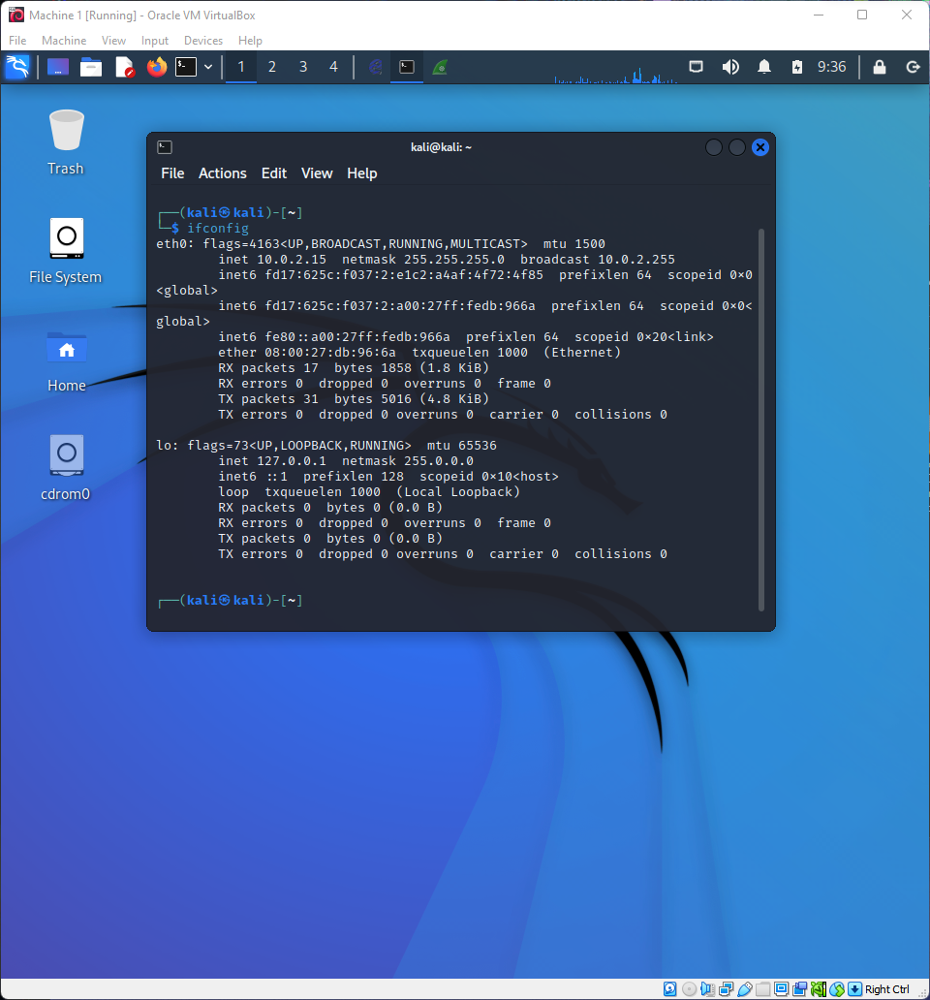 Machine 1 [Running] - Oracle VM VirtualBox
File Machine View Input Devices Help
1 2 3 4 9:36
Trash
File System
Home
cdrom0
kali@kali: ~
File Actions Edit View Help
┌──(kali㉿kali)-[~]
└─$ ifconfig
eth0: flags=4163<UP,BROADCAST,RUNNING,MULTICAST>  mtu 1500
        inet 10.0.2.15  netmask 255.255.255.0  broadcast 10.0.2.255
        inet6 fd17:625c:f037:2:e1c2:a4af:4f72:4f85  prefixlen 64  scopeid 0×0
<global>
        inet6 fd17:625c:f037:2:a00:27ff:fedb:966a  prefixlen 64  scopeid 0×0<
global>
        inet6 fe80::a00:27ff:fedb:966a  prefixlen 64  scopeid 0×20<link>
        ether 08:00:27:db:96:6a  txqueuelen 1000  (Ethernet)
        RX packets 17  bytes 1858 (1.8 KiB)
        RX errors 0  dropped 0  overruns 0  frame 0
        TX packets 31  bytes 5016 (4.8 KiB)
        TX errors 0  dropped 0 overruns 0  carrier 0  collisions 0
lo: flags=73<UP,LOOPBACK,RUNNING>  mtu 65536
        inet 127.0.0.1  netmask 255.0.0.0
        inet6 ::1  prefixlen 128  scopeid 0×10<host>
        loop  txqueuelen 1000  (Local Loopback)
        RX packets 0  bytes 0 (0.0 B)
        RX errors 0  dropped 0  overruns 0  frame 0
        TX packets 0  bytes 0 (0.0 B)
        TX errors 0  dropped 0 overruns 0  carrier 0  collisions 0
┌──(kali㉿kali)-[~]
Right Ctrl